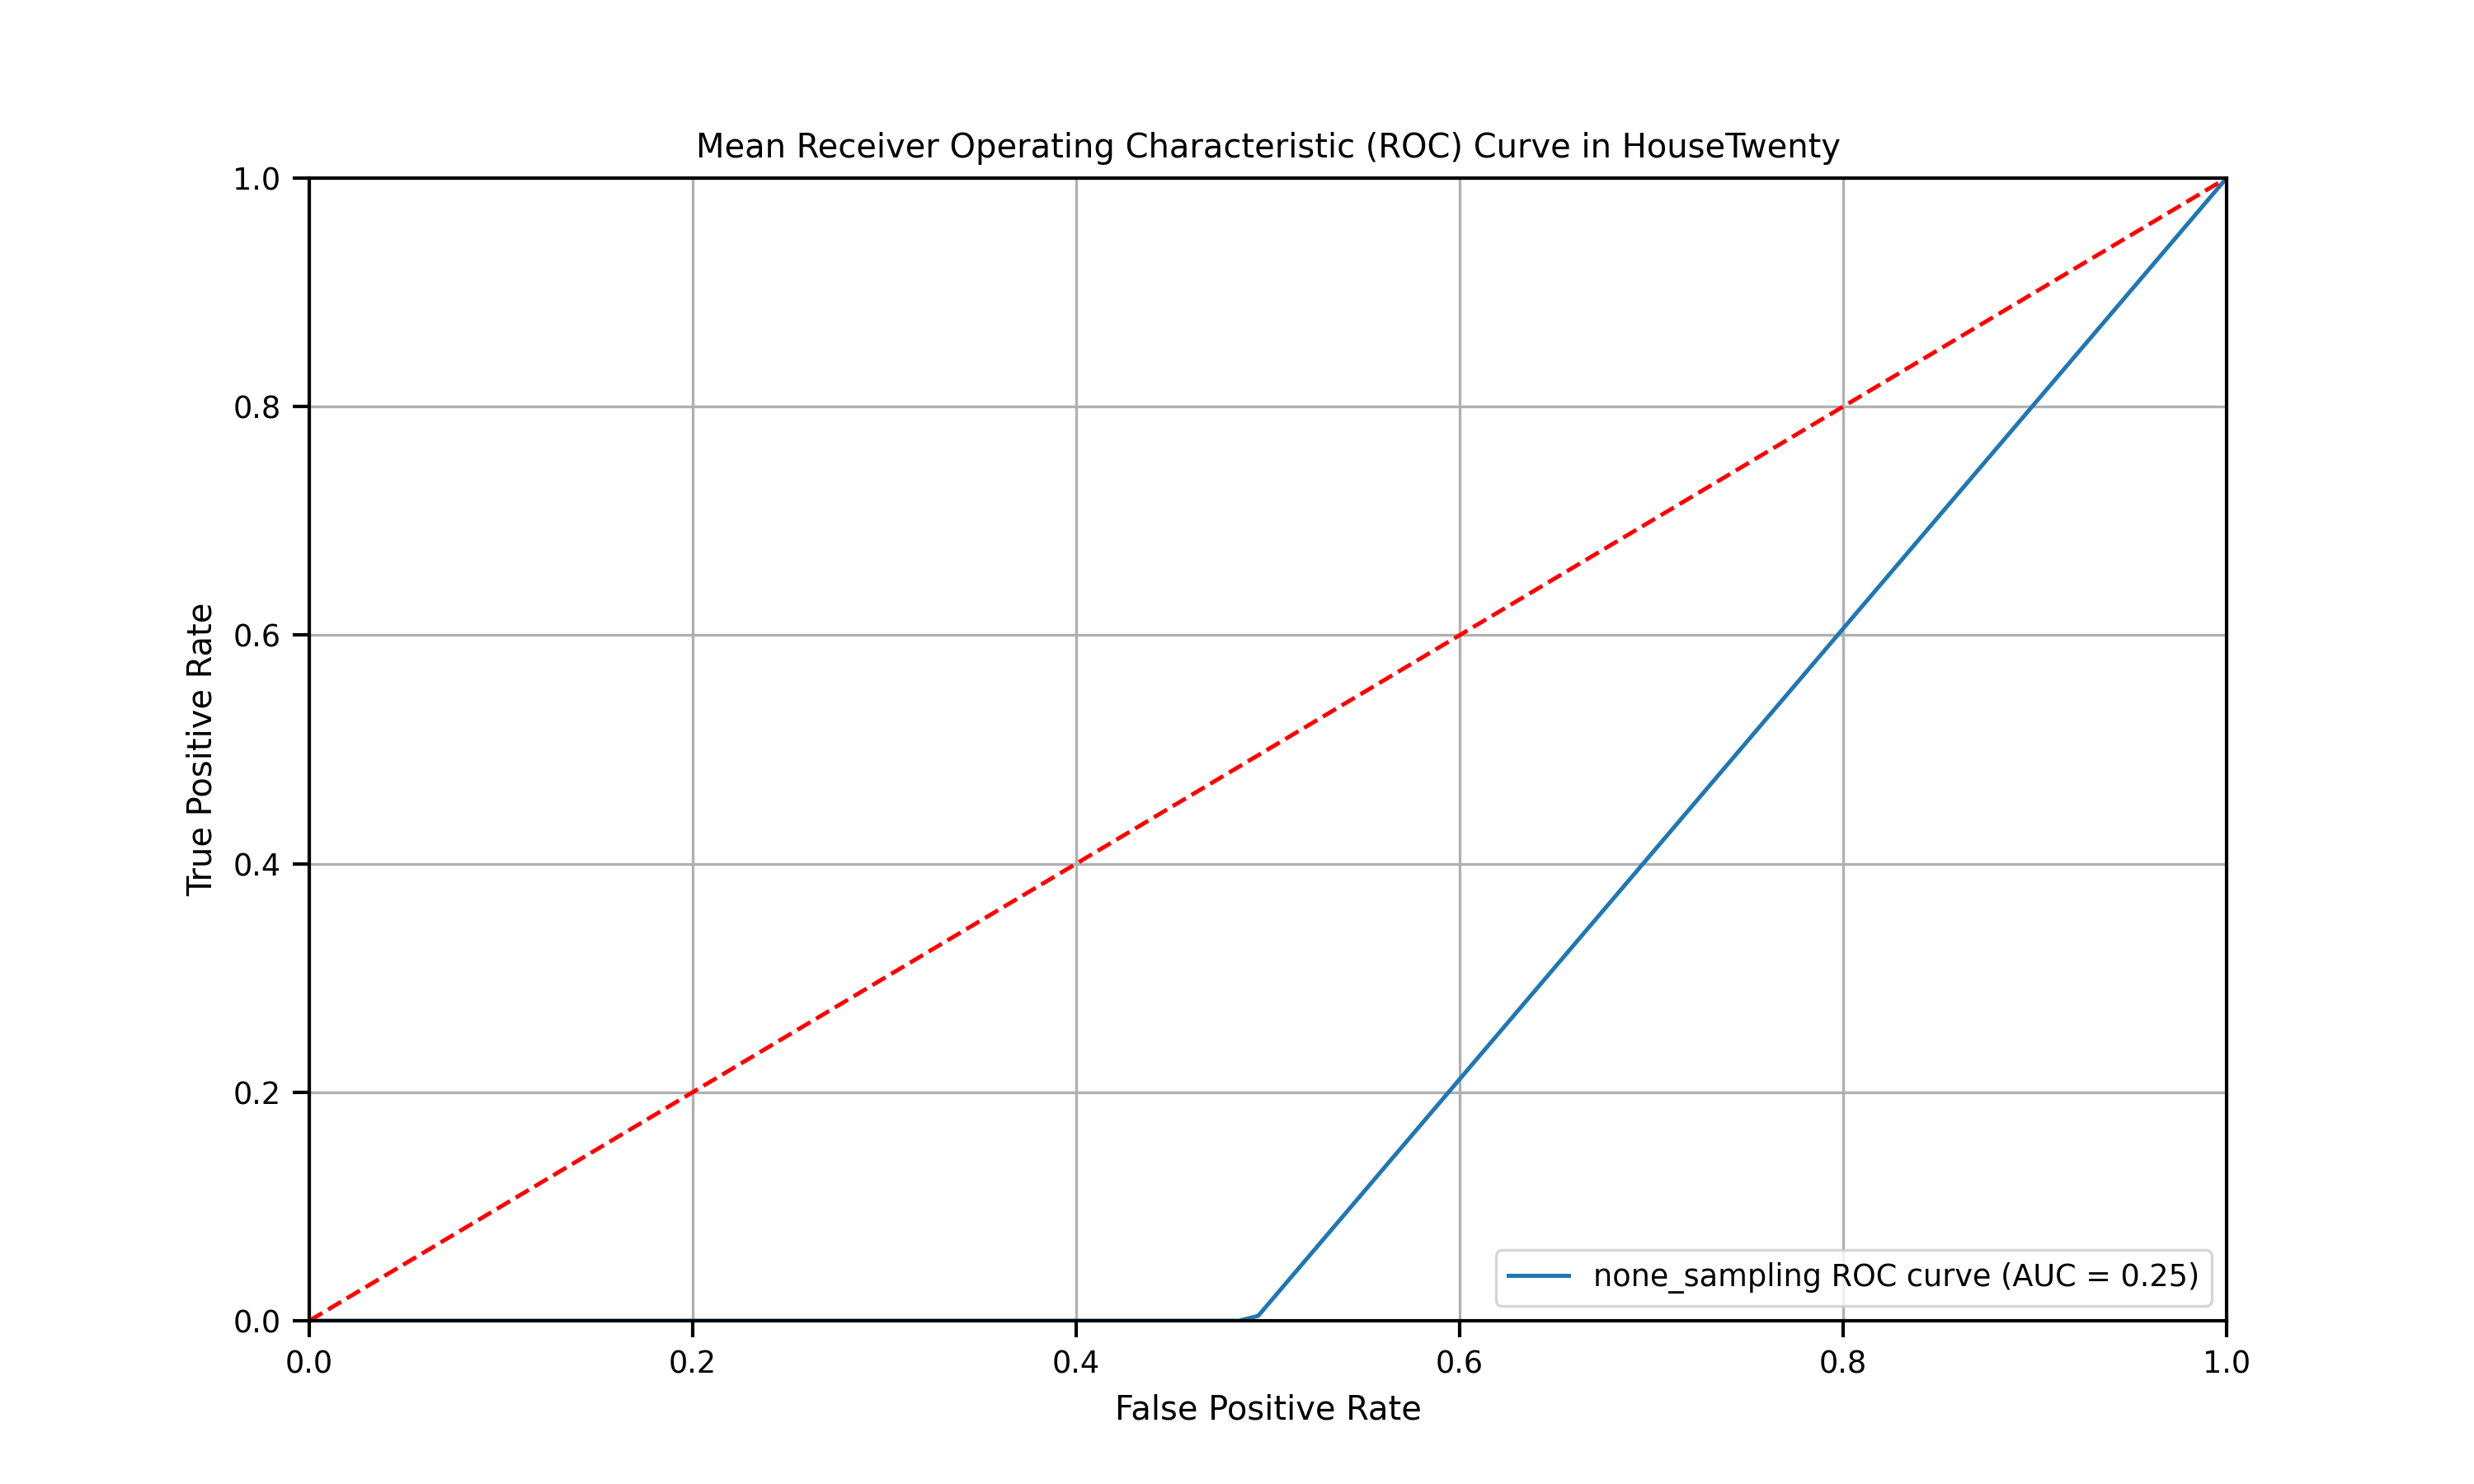 Mean Receiver Operating Characteristic (ROC) Curve in HouseTwenty
1.0
0.8
0.6
0.4
0.2
0.0
True Positive Rate
none_sampling ROC curve (AUC = 0.25)
0.0 0.2 0.4 0.6 0.8 1.0
False Positive Rate